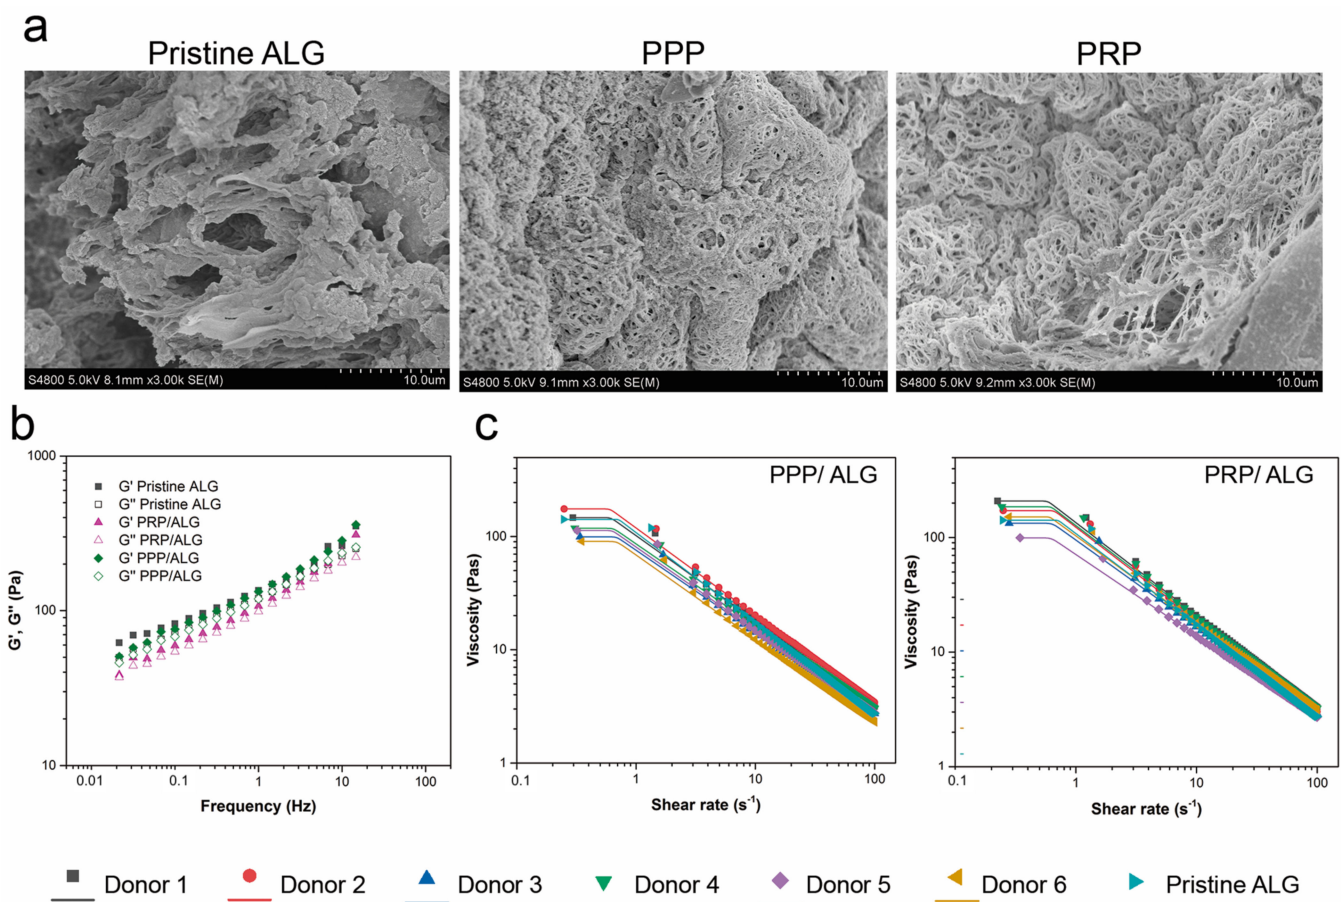 a
Pristine ALG
PPP
PRP
S4800 5.0kV 8.1mm x3.00k SE(M)
10.0um
S4800 5.0kV 9.1mm x3.00k SE(M)
10.0um
S4800 5.0kV 9.2mm x3.00k SE(M)
10.0um
b
1000
100
10
G', G'' (Pa)
G' Pristine ALG
G'' Pristine ALG
G' PRP/ALG
G'' PRP/ALG
G' PPP/ALG
G'' PPP/ALG
0.01
0.1
1
10
100
Frequency (Hz)
c
PPP/ ALG
Viscosity (Pas)
100
10
1
0.1
1
10
100
Shear rate (s⁻¹)
PRP/ ALG
Viscosity (Pas)
100
10
1
0.1
1
10
100
Shear rate (s⁻¹)
Donor 1
Donor 2
Donor 3
Donor 4
Donor 5
Donor 6
Pristine ALG